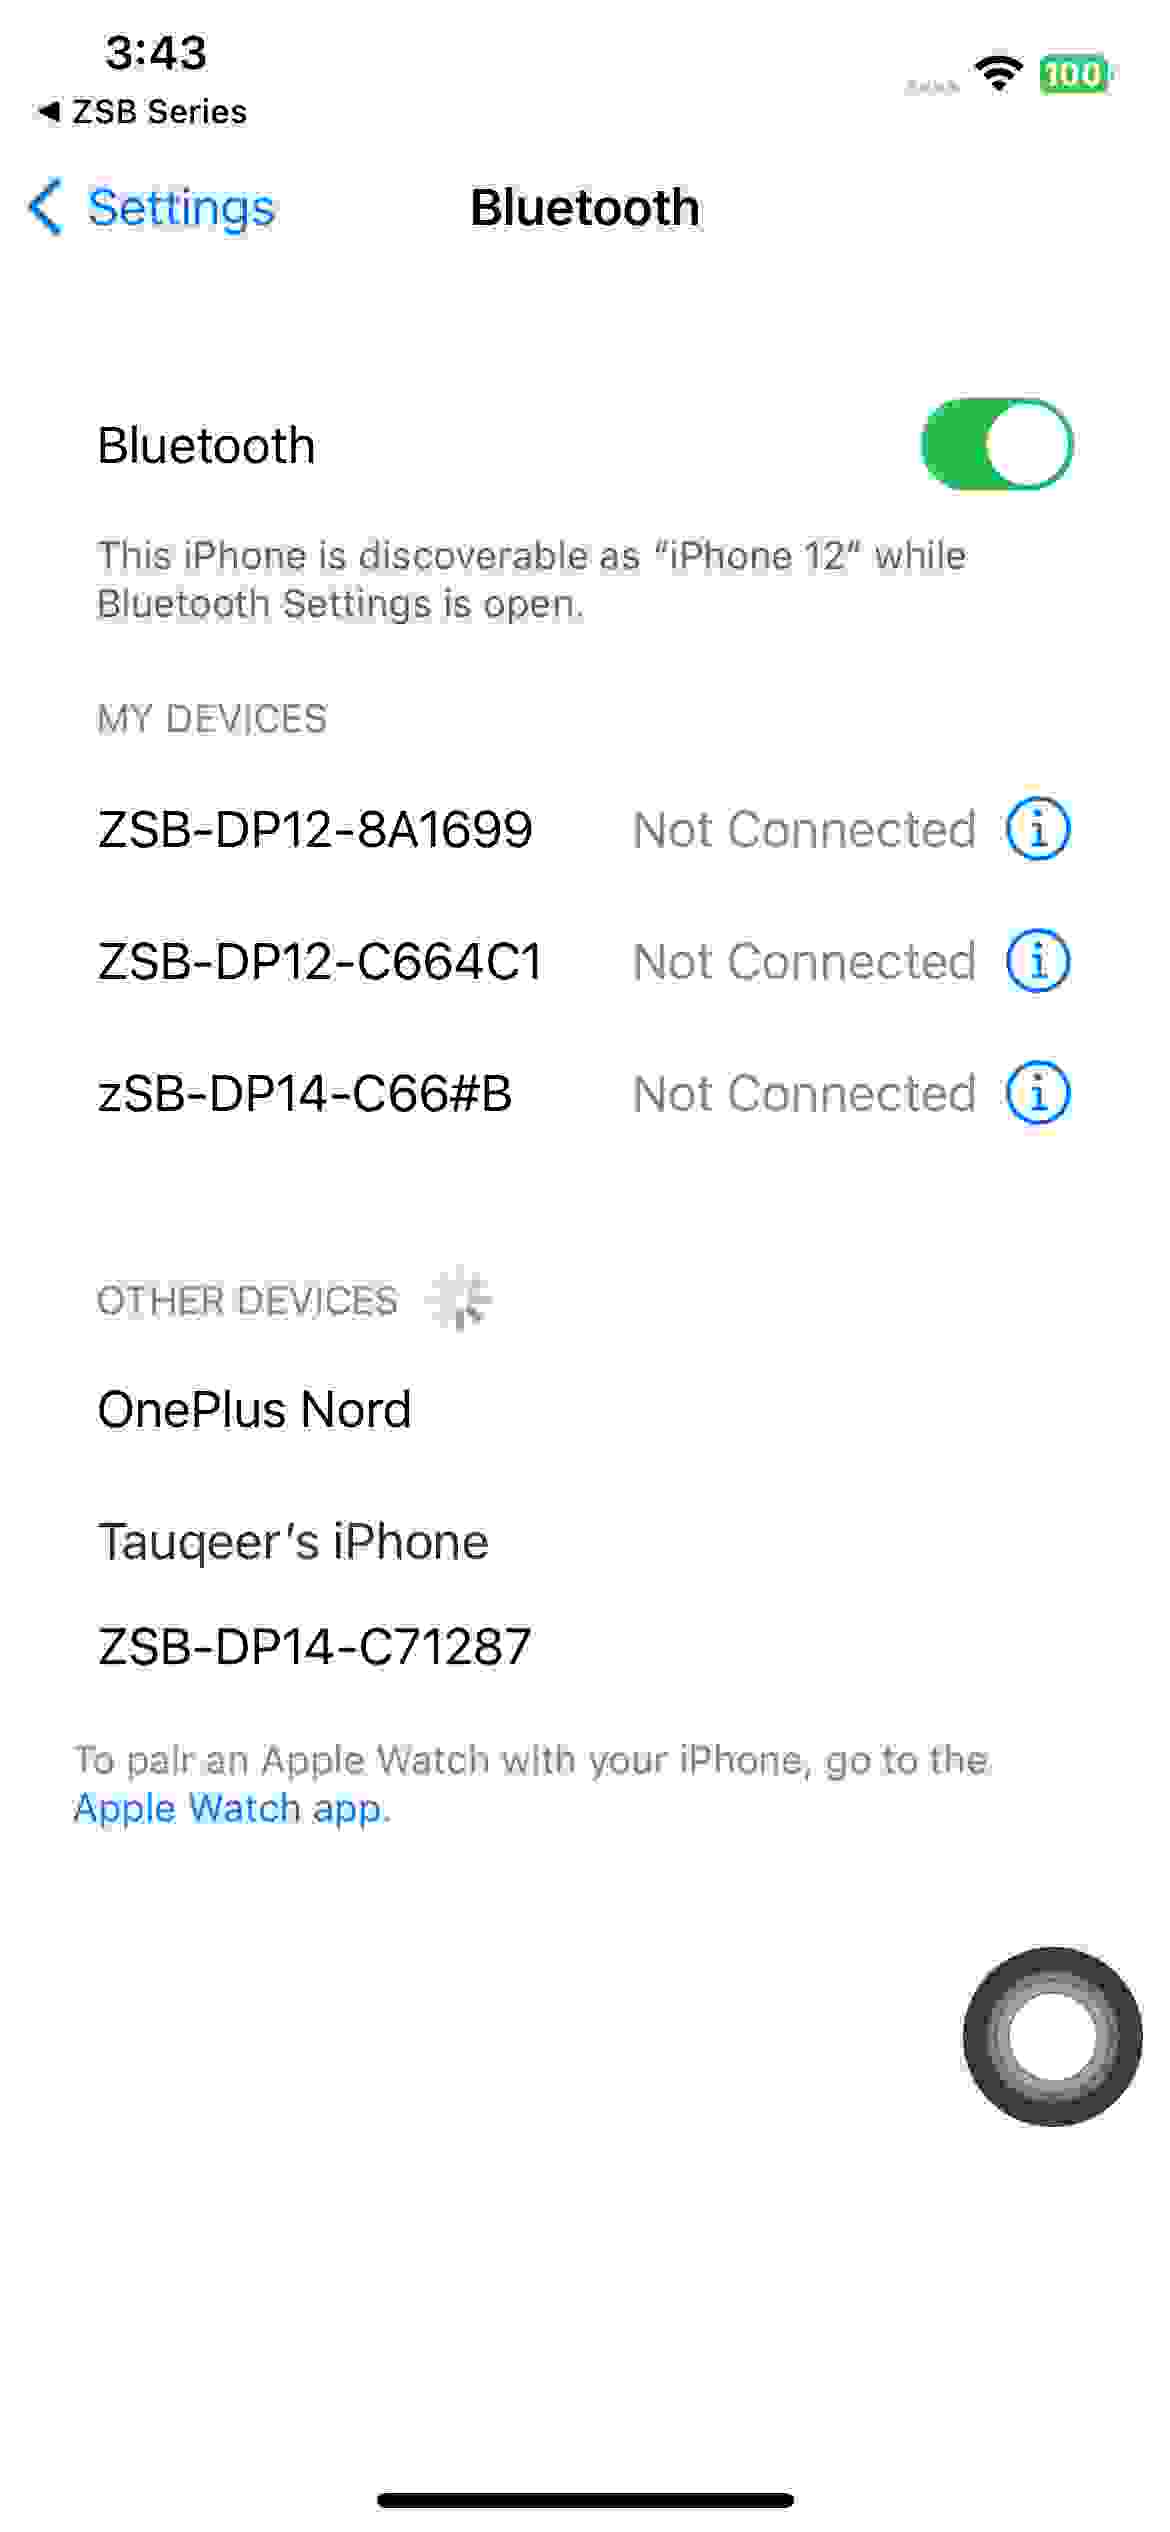 3:43
100
◀ ZSB Series
Settings
Bluetooth
Bluetooth
This iPhone is discoverable as “iPhone 12” while
Bluetooth Settings is open.
MY DEVICES
ZSB-DP12-8A1699 Not Connected
ZSB-DP12-C664C1 Not Connected
zSB-DP14-C66#B Not Connected
OTHER DEVICES
OnePlus Nord
Tauqeer’s iPhone
ZSB-DP14-C71287
To pair an Apple Watch with your iPhone, go to the
Apple Watch app.